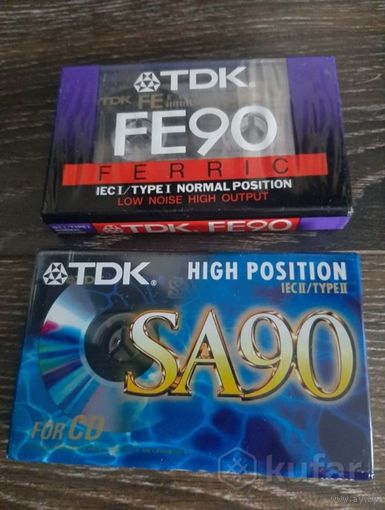 TDK
TDK FE
FE90
FERRIC
IEC I/TYPE I NORMAL POSITION
LOW NOISE HIGH OUTPUT
TDK FE90
TDK®
HIGH POSITION
IEC II/TYPE II
SA90
FOR CD
kufar